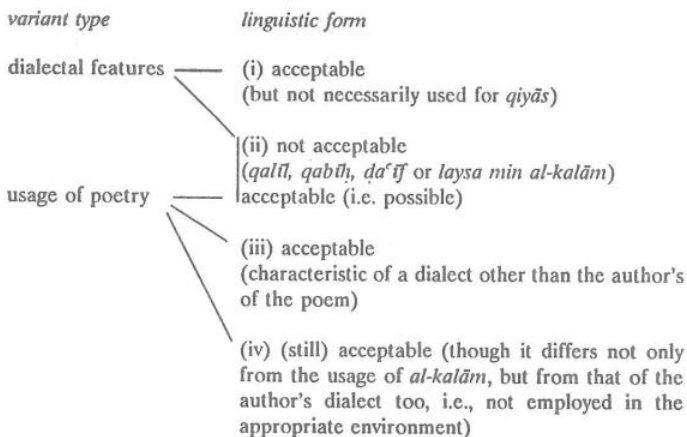 variant type linguistic form
dialectal features (i) acceptable
(but not necessarily used for qiyās)
(ii) not acceptable
(qalīl, qabīḥ, ḍaʿīf or laysa min al-kalām)
usage of poetry acceptable (i.e. possible)
(iii) acceptable
(characteristic of a dialect other than the author's
of the poem)
(iv) (still) acceptable (though it differs not only
from the usage of al-kalām, but from that of the
author's dialect too, i.e., not employed in the
appropriate environment)